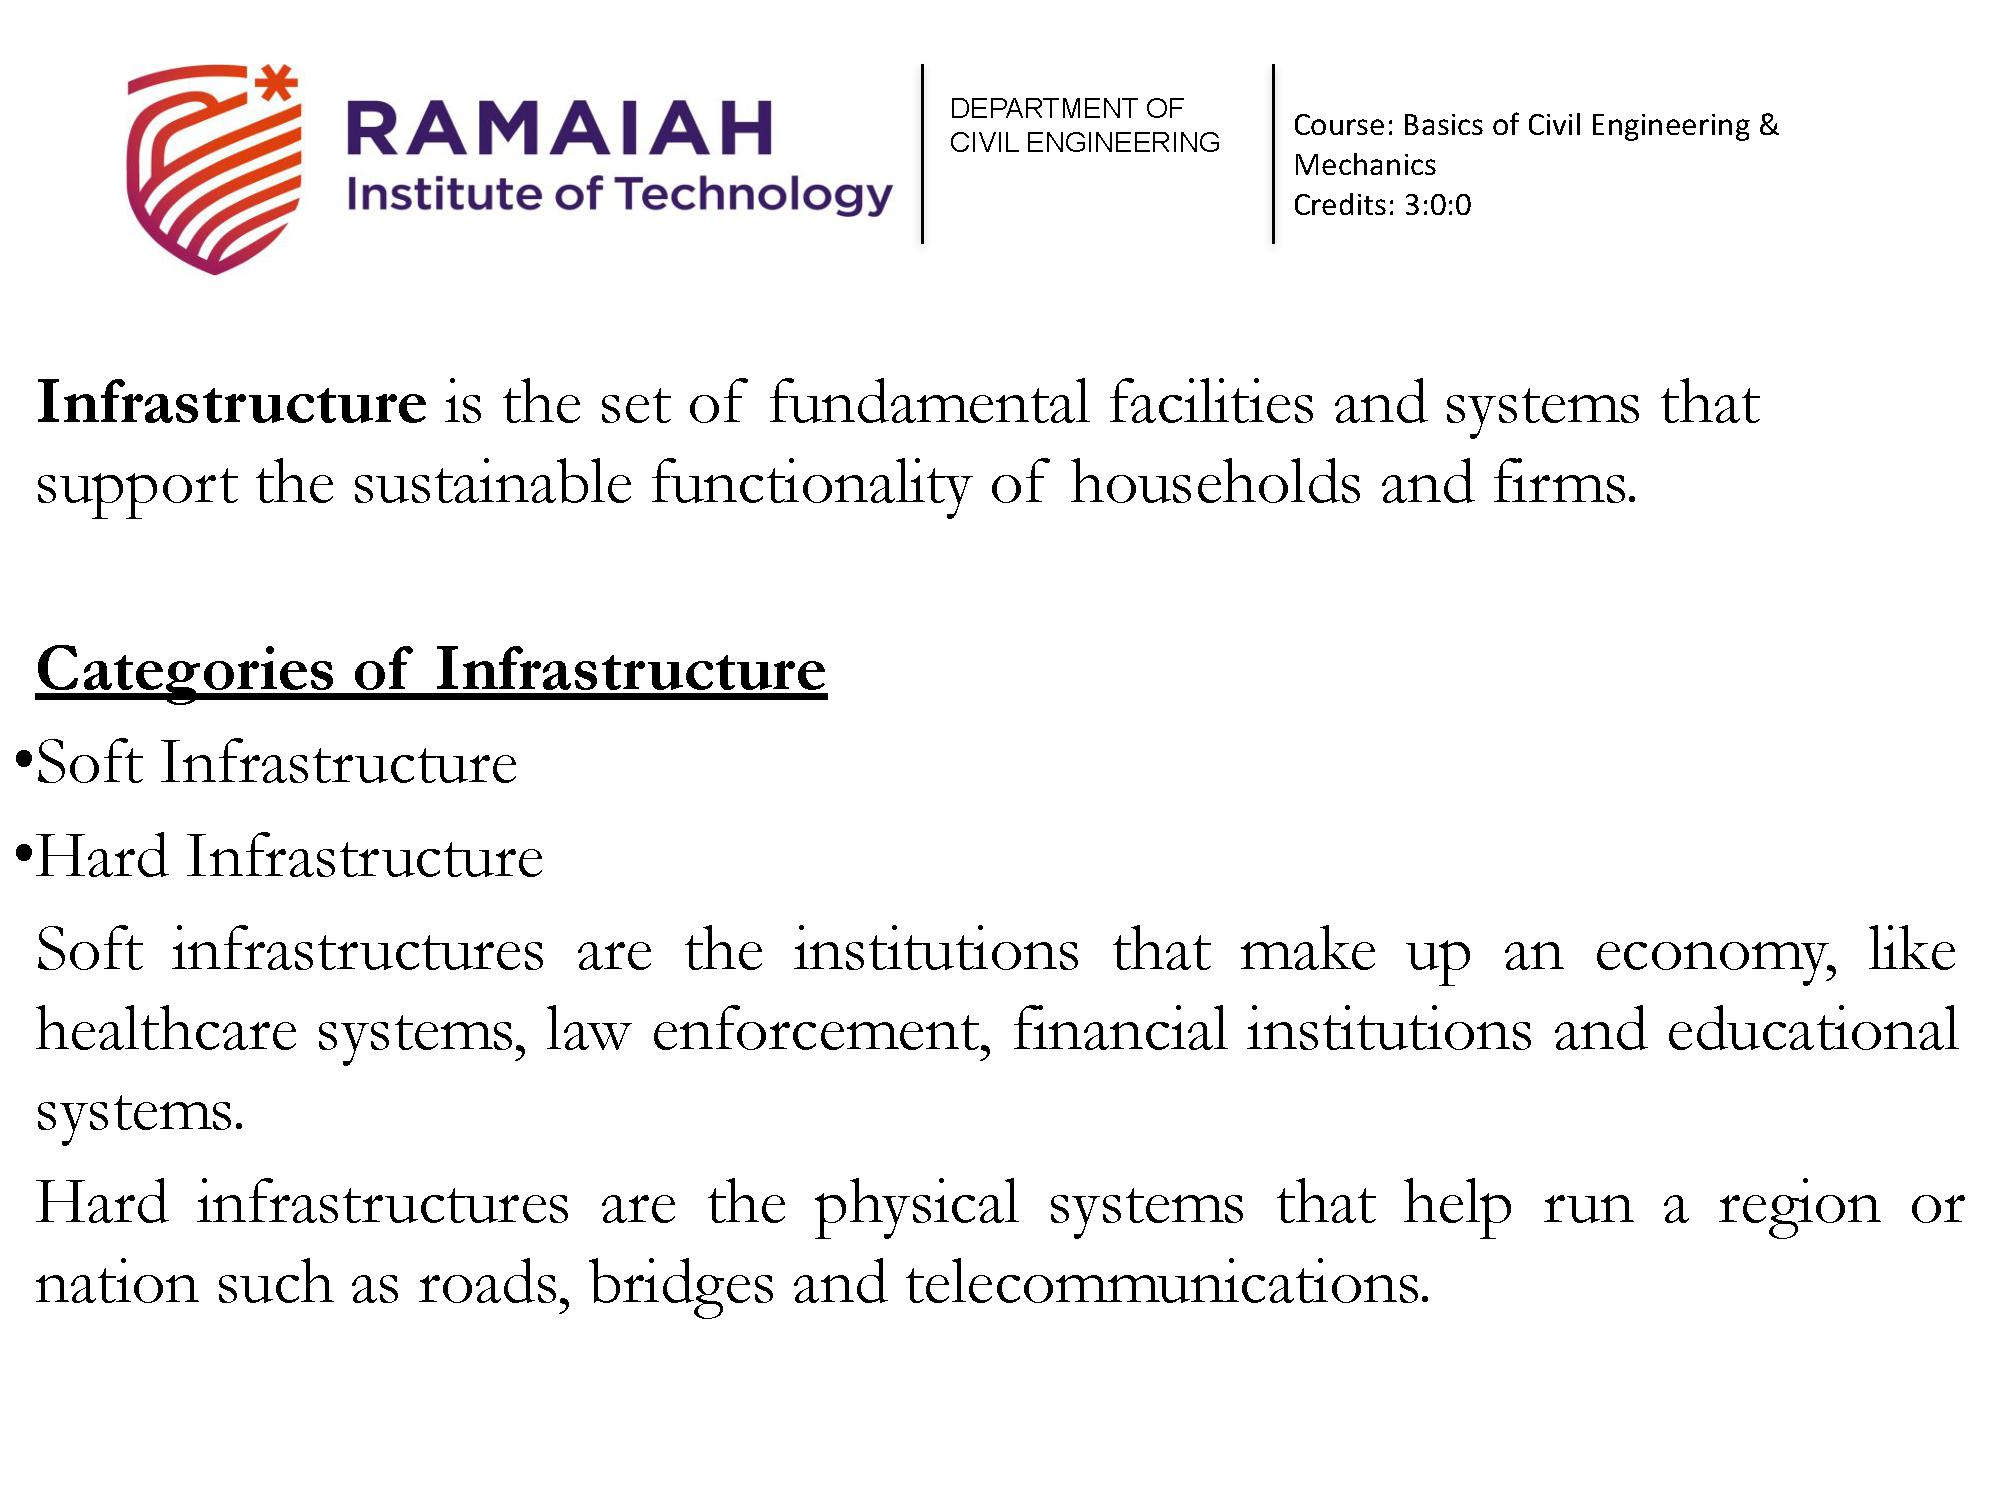 RAMAIAH
Institute of Technology
DEPARTMENT OF
CIVIL ENGINEERING
Course: Basics of Civil Engineering &
Mechanics
Credits: 3:0:0
Infrastructure is the set of fundamental facilities and systems that
support the sustainable functionality of households and firms.
Categories of Infrastructure
•Soft Infrastructure
•Hard Infrastructure
Soft infrastructures are the institutions that make up an economy, like
healthcare systems, law enforcement, financial institutions and educational
systems.
Hard infrastructures are the physical systems that help run a region or
nation such as roads, bridges and telecommunications.